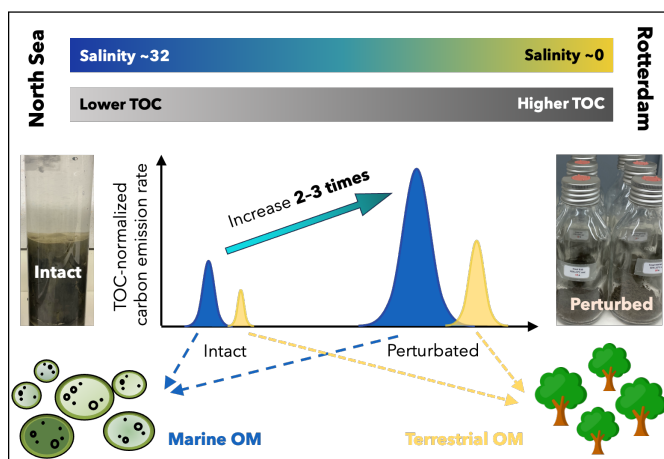 North Sea
Salinity ~32
Salinity ~0
Rotterdam
Lower TOC
Higher TOC
Intact
TOC-normalized
carbon emission rate
Increase 2-3 times
Perturbed
Intact
Perturbated
Marine OM
Terrestrial OM